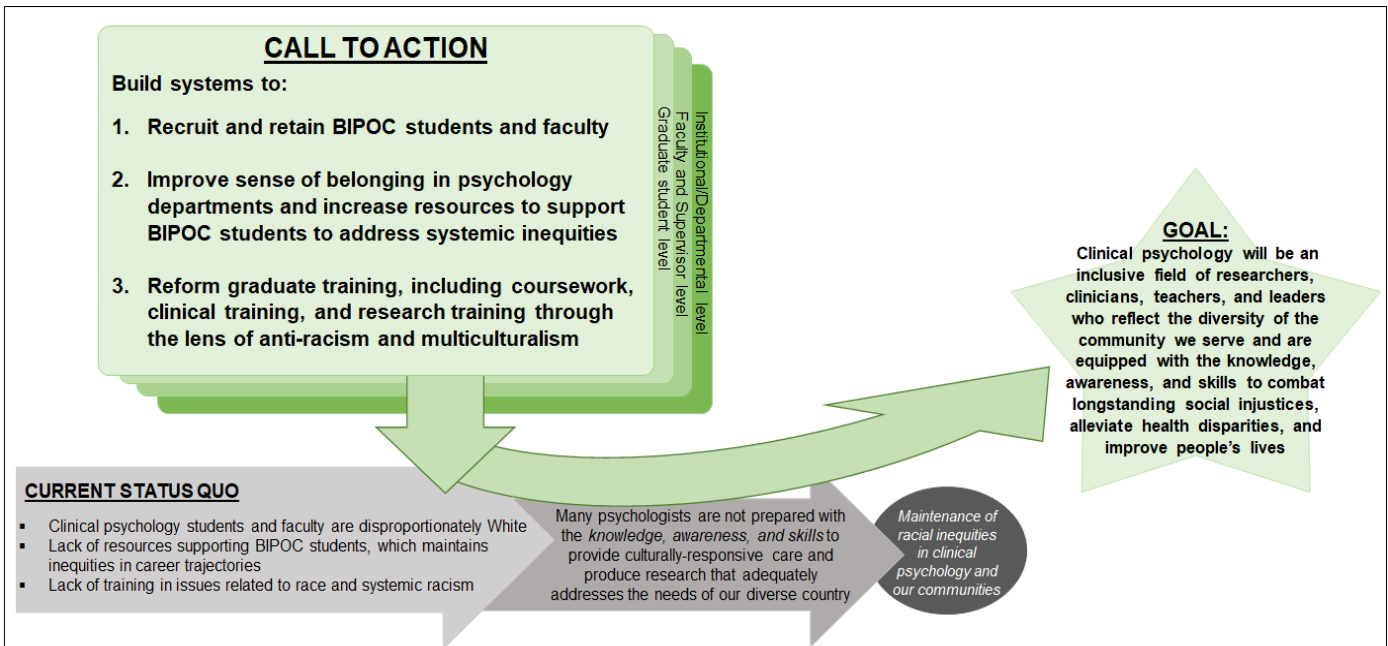 CALL TO ACTION
Build systems to:
1. Recruit and retain BIPOC students and faculty
2. Improve sense of belonging in psychology
departments and increase resources to support
BIPOC students to address systemic inequities
3. Reform graduate training, including coursework,
clinical training, and research training through
the lens of anti-racism and multiculturalism
Graduate student level
Faculty and Supervisor level
Institutional/Departmental level
GOAL:
Clinical psychology will be an
inclusive field of researchers,
clinicians, teachers, and leaders
who reflect the diversity of the
community we serve and are
equipped with the knowledge,
awareness, and skills to combat
longstanding social injustices,
alleviate health disparities, and
improve people's lives
CURRENT STATUS QUO
▪ Clinical psychology students and faculty are disproportionately White
▪ Lack of resources supporting BIPOC students, which maintains
inequities in career trajectories
▪ Lack of training in issues related to race and systemic racism
Many psychologists are not prepared with
the knowledge, awareness, and skills to
provide culturally-responsive care and
produce research that adequately
addresses the needs of our diverse country
Maintenance of
racial inequities
in clinical
psychology and
our communities